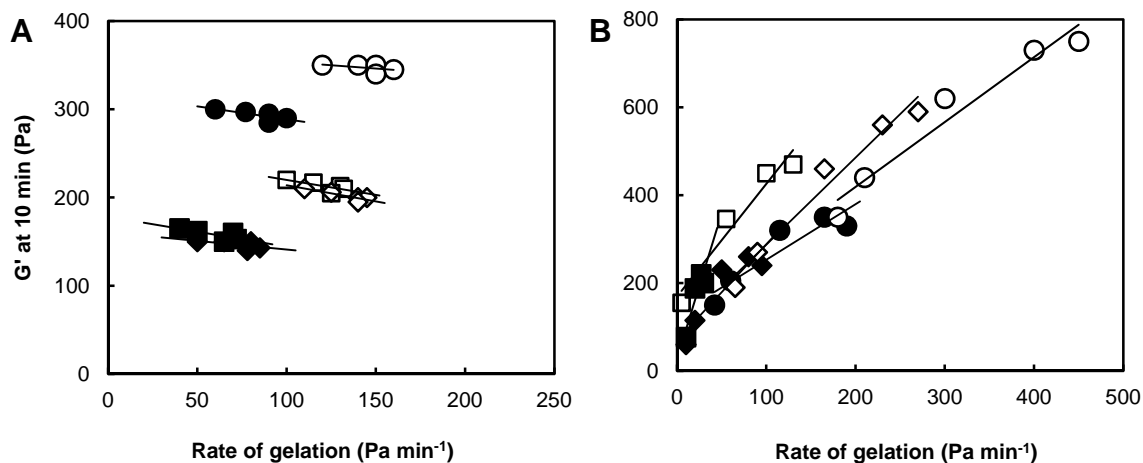 A
400
300
200
100
0
0 50 100 150 200 250
G' at 10 min (Pa)
Rate of gelation (Pa min-1)
B
800
600
400
200
0
0 100 200 300 400 500
Rate of gelation (Pa min-1)